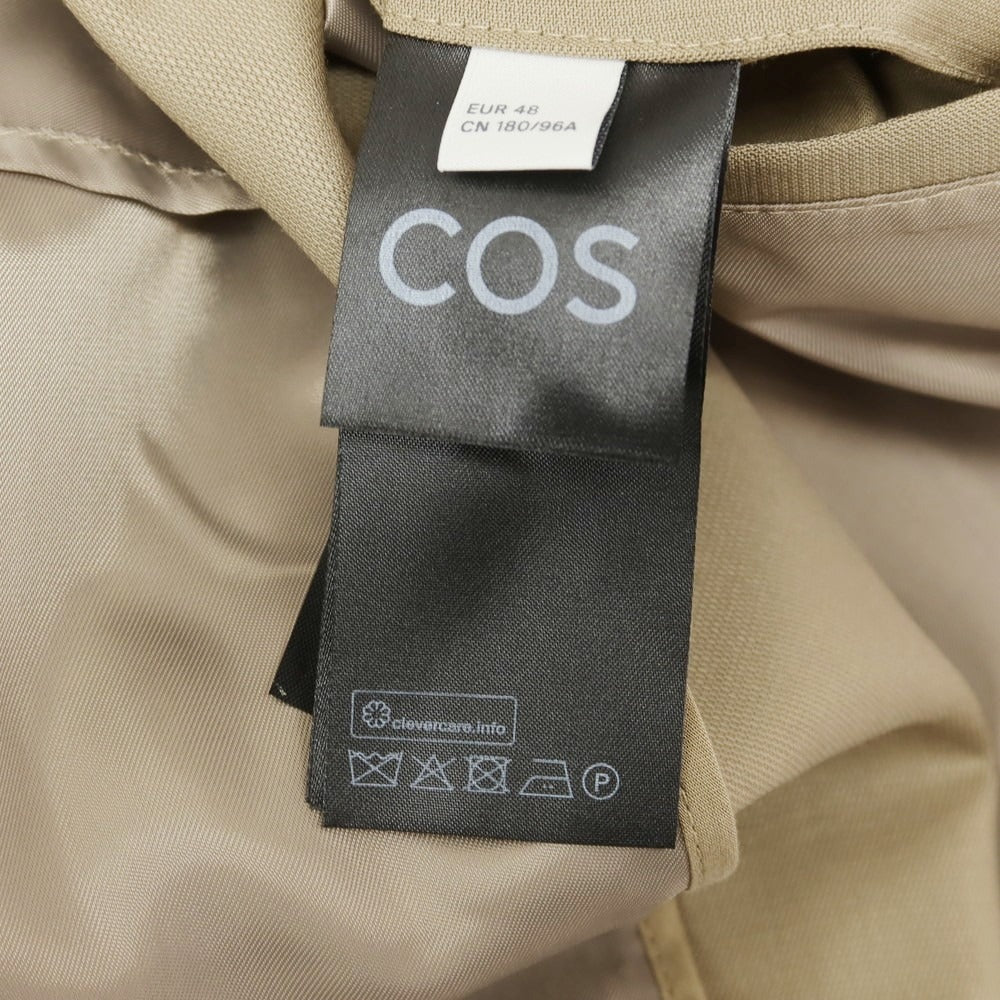 EUR 48
CN 180/96A
COS
clevercare.info
P